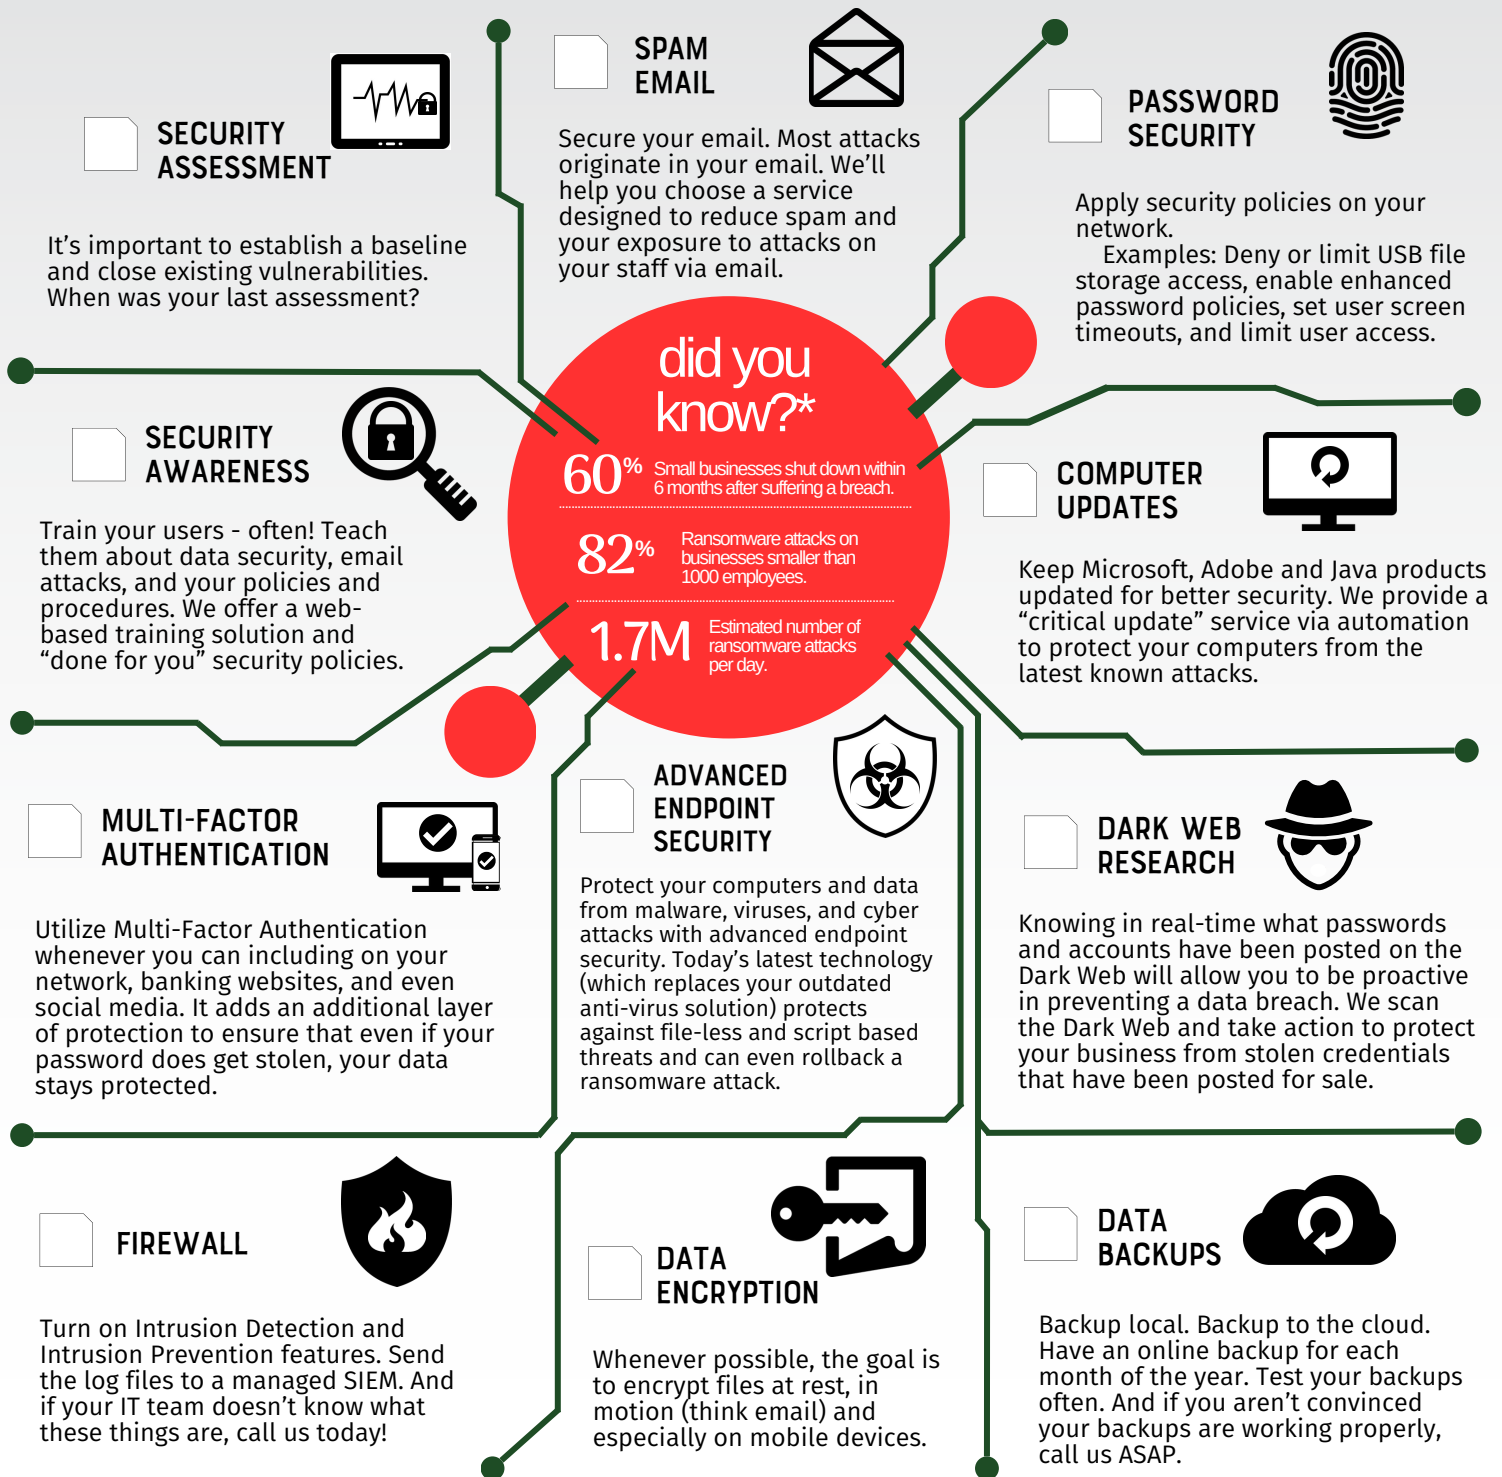 SECURITY
ASSESSMENT
It’s important to establish a baseline
and close existing vulnerabilities.
When was your last assessment?
SPAM
EMAIL
Secure your email. Most attacks
originate in your email. We’ll
help you choose a service
designed to reduce spam and
your exposure to attacks on
your staff via email.
PASSWORD
SECURITY
Apply security policies on your
network.
Examples: Deny or limit USB file
storage access, enable enhanced
password policies, set user screen
timeouts, and limit user access.
did you
know?*
60% Small businesses shut down within
6 months after suffering a breach.
82% Ransomware attacks on
businesses smaller than
1000 employees.
1.7M Estimated number of
ransomware attacks
per day.
SECURITY
AWARENESS
Train your users - often! Teach
them about data security, email
attacks, and your policies and
procedures. We offer a web-
based training solution and
“done for you” security policies.
COMPUTER
UPDATES
Keep Microsoft, Adobe and Java products
updated for better security. We provide a
“critical update” service via automation
to protect your computers from the
latest known attacks.
MULTI-FACTOR
AUTHENTICATION
Utilize Multi-Factor Authentication
whenever you can including on your
network, banking websites, and even
social media. It adds an additional layer
of protection to ensure that even if your
password does get stolen, your data
stays protected.
ADVANCED
ENDPOINT
SECURITY
Protect your computers and data
from malware, viruses, and cyber
attacks with advanced endpoint
security. Today’s latest technology
(which replaces your outdated
anti-virus solution) protects
against file-less and script based
threats and can even rollback a
ransomware attack.
DARK WEB
RESEARCH
Knowing in real-time what passwords
and accounts have been posted on the
Dark Web will allow you to be proactive
in preventing a data breach. We scan
the Dark Web and take action to protect
your business from stolen credentials
that have been posted for sale.
FIREWALL
Turn on Intrusion Detection and
Intrusion Prevention features. Send
the log files to a managed SIEM. And
if your IT team doesn’t know what
these things are, call us today!
DATA
ENCRYPTION
Whenever possible, the goal is
to encrypt files at rest, in
motion (think email) and
especially on mobile devices.
DATA
BACKUPS
Backup local. Backup to the cloud.
Have an online backup for each
month of the year. Test your backups
often. And if you aren’t convinced
your backups are working properly,
call us ASAP.